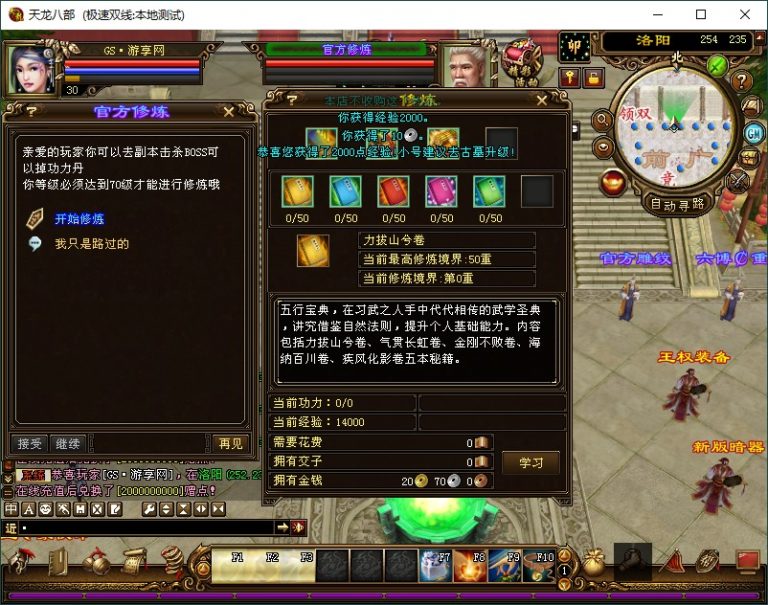 天龙八部 (极速双线:本地测试)
GS·游享网
30
官方修炼
精彩活动
卯
洛阳
254 235
北
领双
GM
自动寻路
官方修炼
亲爱的玩家你可以去副本击杀BOSS可
以掉功力丹
你等级必须达到70级才能进行修炼哦
开始修炼
我只是路过的
接受
继续
再见
修炼
本店不收购这
你获得经验2000。
你获得了10。
恭喜您获得了2000点经验!小号建议去古墓升级!
0/50 0/50 0/50 0/50 0/50
力拔山兮卷
当前最高修炼境界:50重
当前修炼境界:第0重
五行宝典，在习武之人手中代代相传的武学圣典
，讲究借鉴自然法则，提升个人基础能力。内容
包括力拔山兮卷、气贯长虹卷、金刚不败卷、海
纳百川卷、疾风化影卷五本秘籍。
当前功力：0/0
当前经验：14000
需要花费 0
拥有交子 0
拥有金钱 20 70 0
学习
官方雕纹
六博
重
王权装备
新版暗器
恭喜玩家[GS·游享网]，在洛阳(252,23
在线充值后兑换了[2000000000]赠点!
近
F1 F2 F3 F7 F8 F9 F10
1